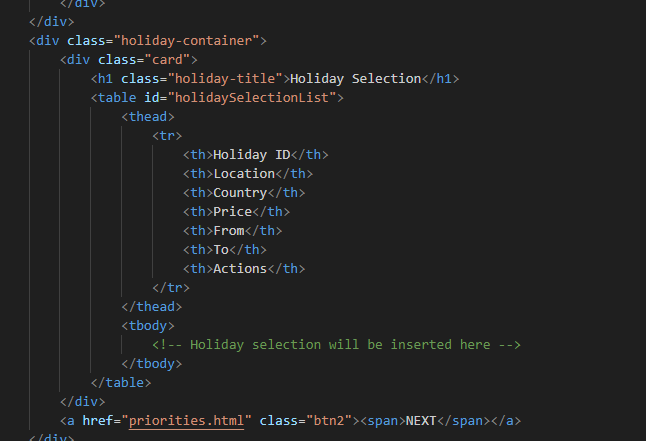 </div>
</div>
<div class="holiday-container">
<div class="card">
<h1 class="holiday-title">Holiday Selection</h1>
<table id="holidaySelectionList">
<thead>
<tr>
<th>Holiday ID</th>
<th>Location</th>
<th>Country</th>
<th>Price</th>
<th>From</th>
<th>To</th>
<th>Actions</th>
</tr>
</thead>
<tbody>
<!-- Holiday selection will be inserted here -->
</tbody>
</table>
</div>
<a href="priorities.html" class="btn2"><span>NEXT</span></a>
</div>